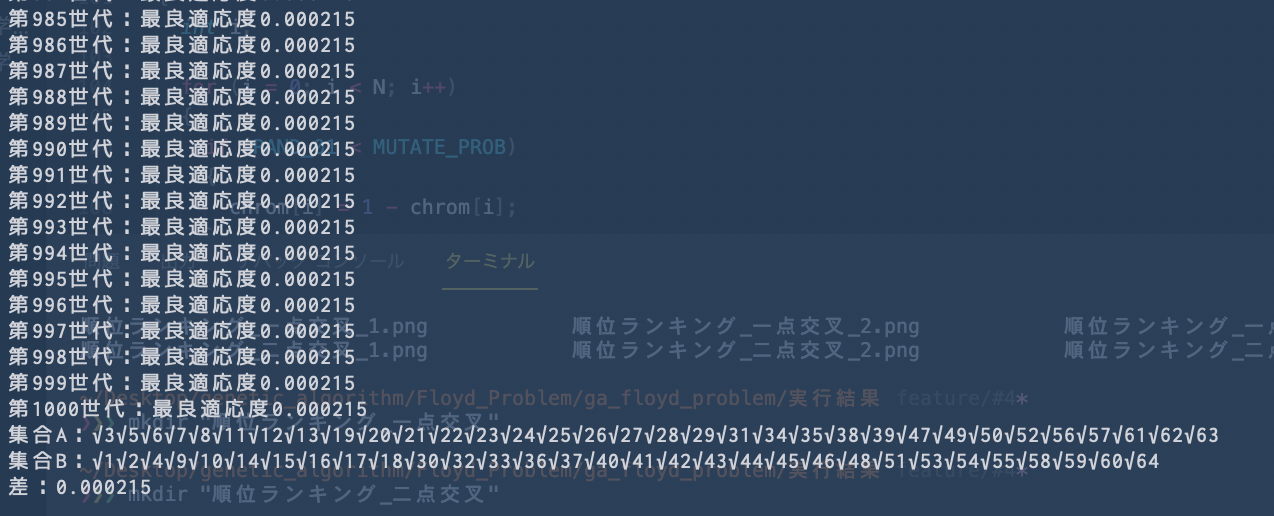 第985世代：最良適応度0.000215
第986世代：最良適応度0.000215
第987世代：最良適応度0.000215
for (i = 0; i < N; i++)
第988世代：最良適応度0.000215
{
第989世代：最良適応度0.000215
第990世代：最良適応度0.000215
< MUTATE_PROB)
第991世代：最良適応度0.000215
第992世代：最良適応度0.000215
chrom[i] = 1 - chrom[i];
第993世代：最良適応度0.000215
第994世代：最良適応度0.000215
コンソール ターミナル
第995世代：最良適応度0.000215
第996世代：最良適応度0.000215
第997世代：最良適応度0.000215
順位ランキング_一点交叉_1.png 順位ランキング_一点交叉_2.png 順位ランキング_一点
第998世代：最良適応度0.000215
順位ランキング_二点交叉_1.png 順位ランキング_二点交叉_2.png 順位ランキング_二点
第999世代：最良適応度0.000215
~/Desktop/genetic_algorithm/Floyd_Problem/ga_floyd_problem/実行結果 feature/#4*
第1000世代：最良適応度0.000215
mkdir "順位ランキング_一点交叉"
集合A：√3√5√6√7√8√11√12√13√19√20√21√22√23√24√25√26√27√28√29√31√34√35√38√39√47√49√50√52√56√57√61√62√63
集合B：√1√2√4√9√10√14√15√16√17√18√30√32√33√36√37√40√41√42√43√44√45√46√48√51√53√54√55√58√59√60√64
~/Desktop/genetic_algorithm/Floyd_Problem/ga_floyd_problem/実行結果 feature/#4*
差：0.000215
mkdir "順位ランキング_二点交叉"